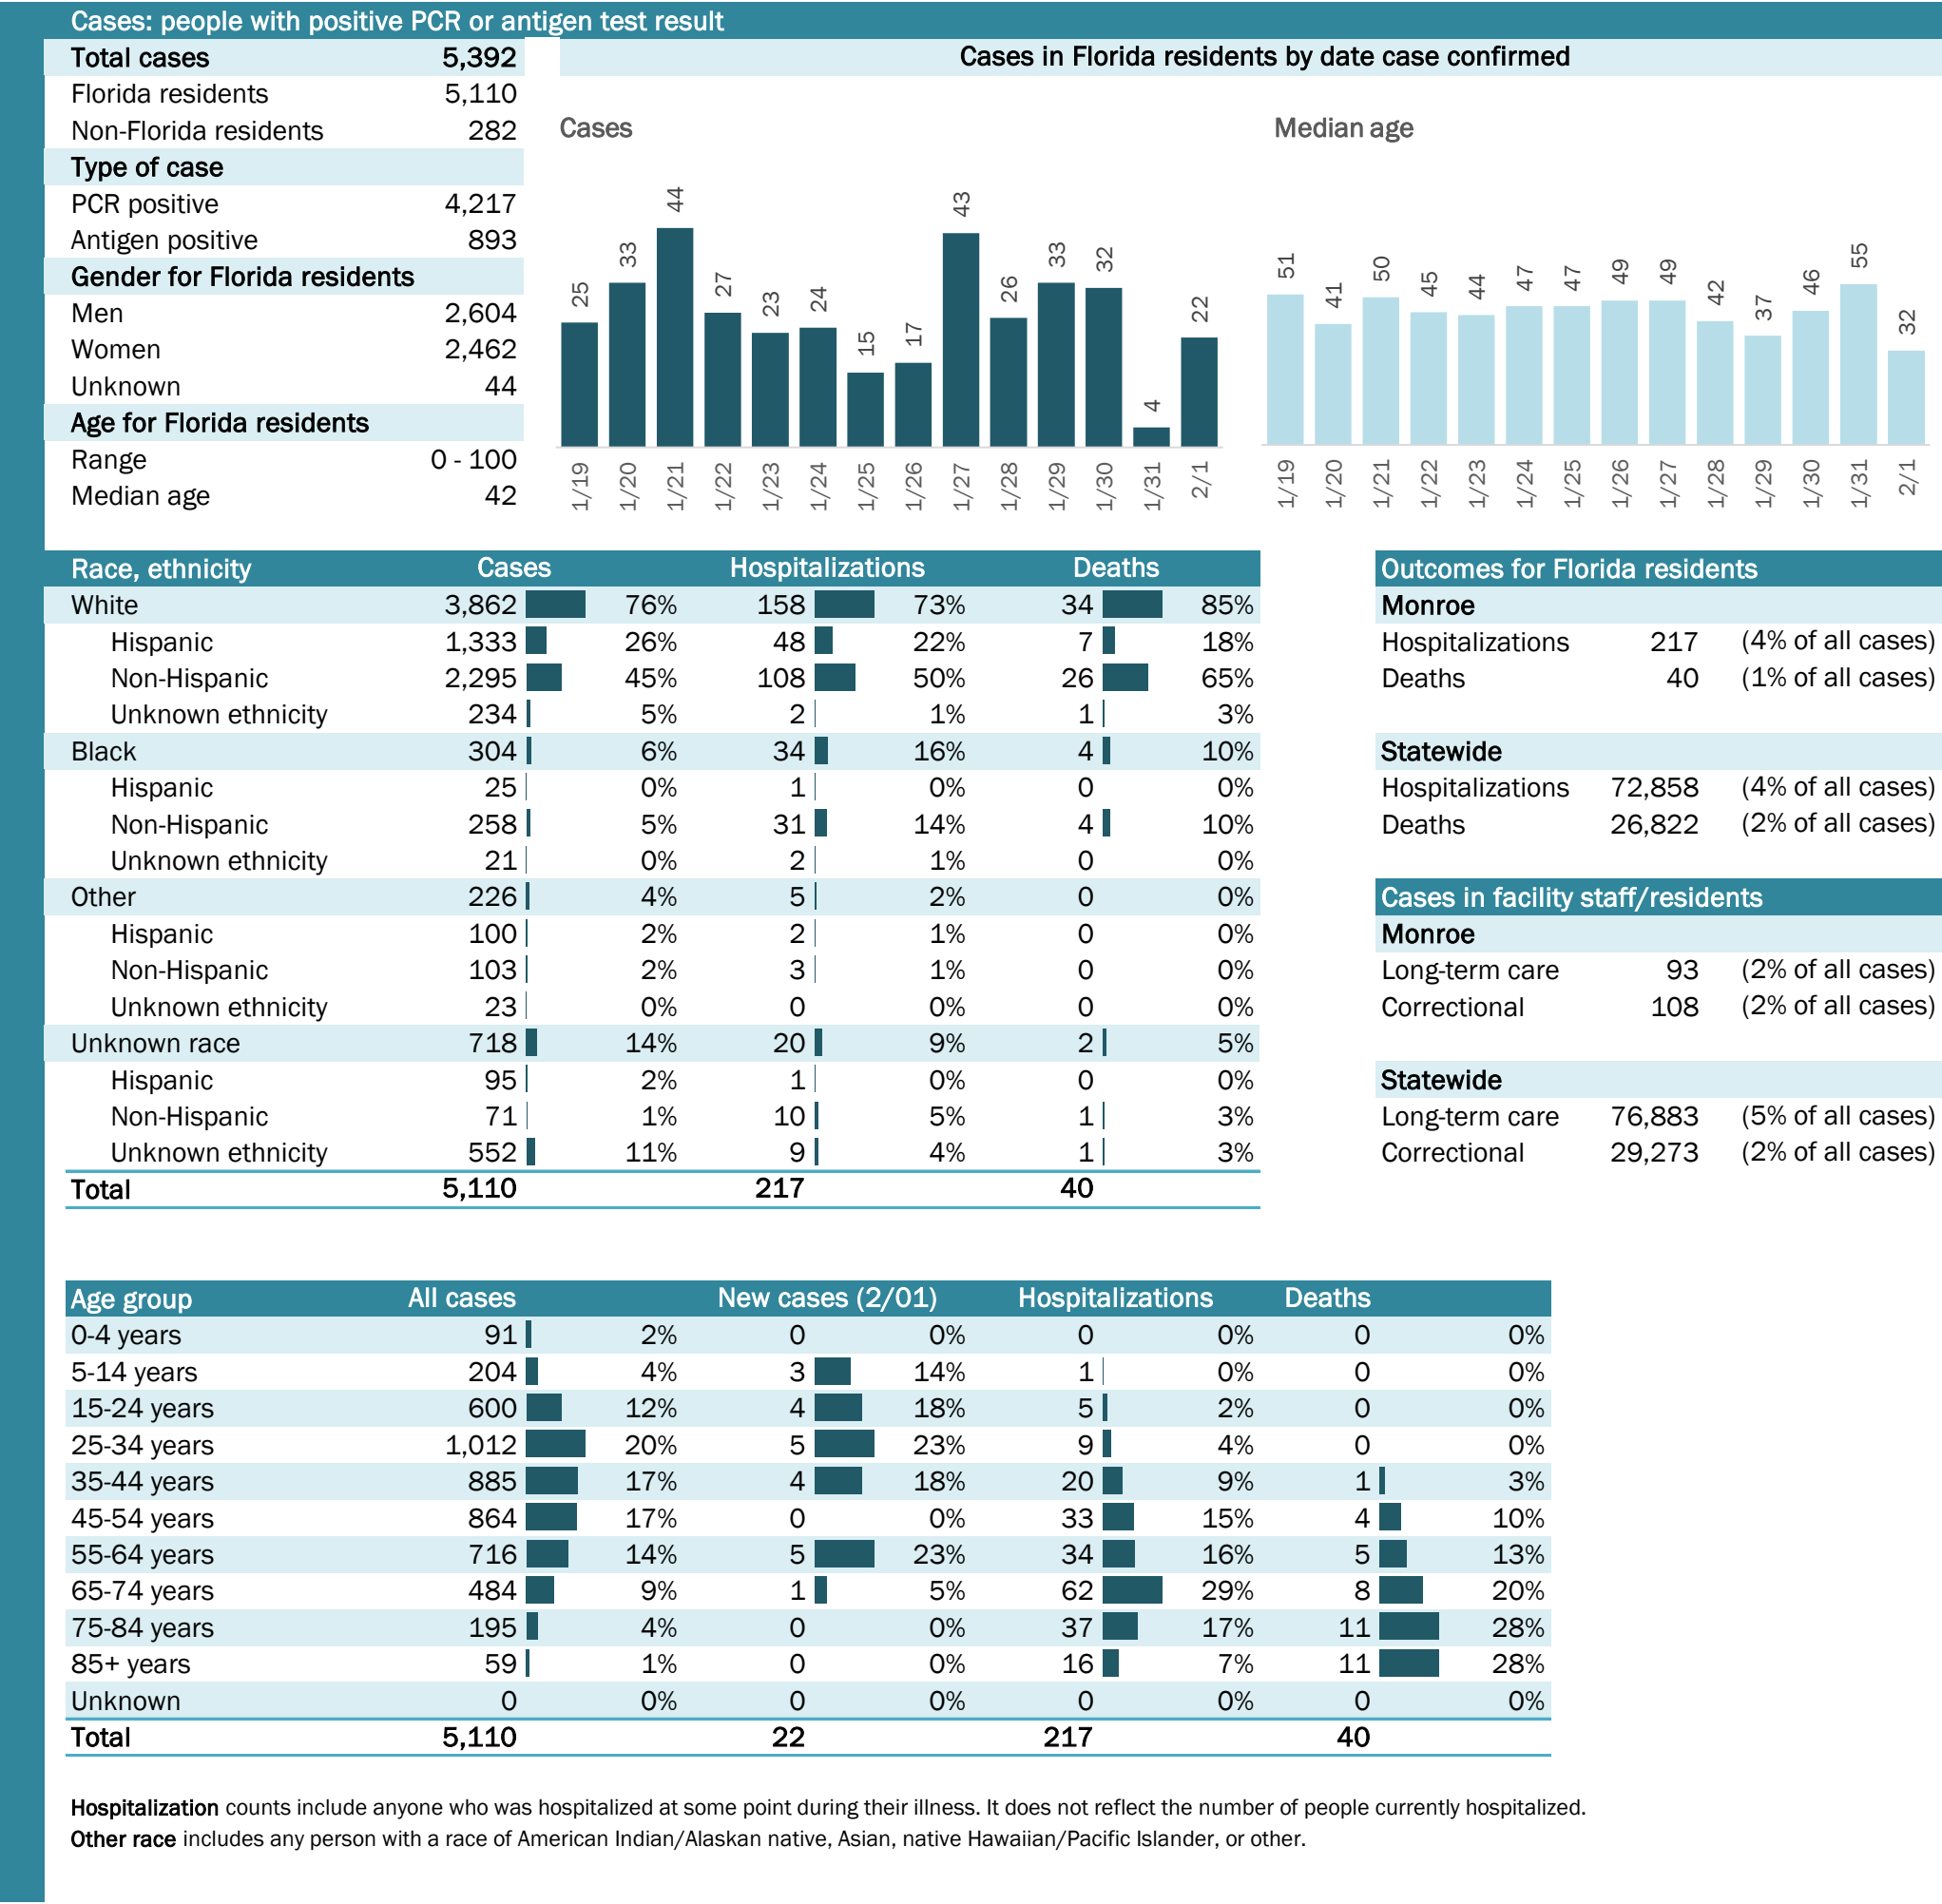 Cases: people with positive PCR or antigen test result
Total cases 5,392
Florida residents 5,110
Non-Florida residents 282
Type of case
PCR positive 4,217
Antigen positive 893
Gender for Florida residents
Men 2,604
Women 2,462
Unknown 44
Age for Florida residents
Range 0 - 100
Median age 42
Cases in Florida residents by date case confirmed
Cases
25 33 44 27 23 24 15 17 43 26 33 32 4 22
1/19 1/20 1/21 1/22 1/23 1/24 1/25 1/26 1/27 1/28 1/29 1/30 1/31 2/1
Median age
51 41 50 45 44 47 47 49 49 42 37 46 55 32
1/19 1/20 1/21 1/22 1/23 1/24 1/25 1/26 1/27 1/28 1/29 1/30 1/31 2/1
Race, ethnicity Cases Hospitalizations Deaths
White 3,862 76% 158 73% 34 85%
Hispanic 1,333 26% 48 22% 7 18%
Non-Hispanic 2,295 45% 108 50% 26 65%
Unknown ethnicity 234 5% 2 1% 1 3%
Black 304 6% 34 16% 4 10%
Hispanic 25 0% 1 0% 0 0%
Non-Hispanic 258 5% 31 14% 4 10%
Unknown ethnicity 21 0% 2 1% 0 0%
Other 226 4% 5 2% 0 0%
Hispanic 100 2% 2 1% 0 0%
Non-Hispanic 103 2% 3 1% 0 0%
Unknown ethnicity 23 0% 0 0% 0 0%
Unknown race 718 14% 20 9% 2 5%
Hispanic 95 2% 1 0% 0 0%
Non-Hispanic 71 1% 10 5% 1 3%
Unknown ethnicity 552 11% 9 4% 1 3%
Total 5,110 217 40
Outcomes for Florida residents
Monroe
Hospitalizations 217 (4% of all cases)
Deaths 40 (1% of all cases)
Statewide
Hospitalizations 72,858 (4% of all cases)
Deaths 26,822 (2% of all cases)
Cases in facility staff/residents
Monroe
Long-term care 93 (2% of all cases)
Correctional 108 (2% of all cases)
Statewide
Long-term care 76,883 (5% of all cases)
Correctional 29,273 (2% of all cases)
Age group All cases New cases (2/01) Hospitalizations Deaths
0-4 years 91 2% 0 0% 0 0% 0 0%
5-14 years 204 4% 3 14% 1 0% 0 0%
15-24 years 600 12% 4 18% 5 2% 0 0%
25-34 years 1,012 20% 5 23% 9 4% 0 0%
35-44 years 885 17% 4 18% 20 9% 1 3%
45-54 years 864 17% 0 0% 33 15% 4 10%
55-64 years 716 14% 5 23% 34 16% 5 13%
65-74 years 484 9% 1 5% 62 29% 8 20%
75-84 years 195 4% 0 0% 37 17% 11 28%
85+ years 59 1% 0 0% 16 7% 11 28%
Unknown 0 0% 0 0% 0 0% 0 0%
Total 5,110 22 217 40
Hospitalization counts include anyone who was hospitalized at some point during their illness. It does not reflect the number of people currently hospitalized.
Other race includes any person with a race of American Indian/Alaskan native, Asian, native Hawaiian/Pacific Islander, or other.